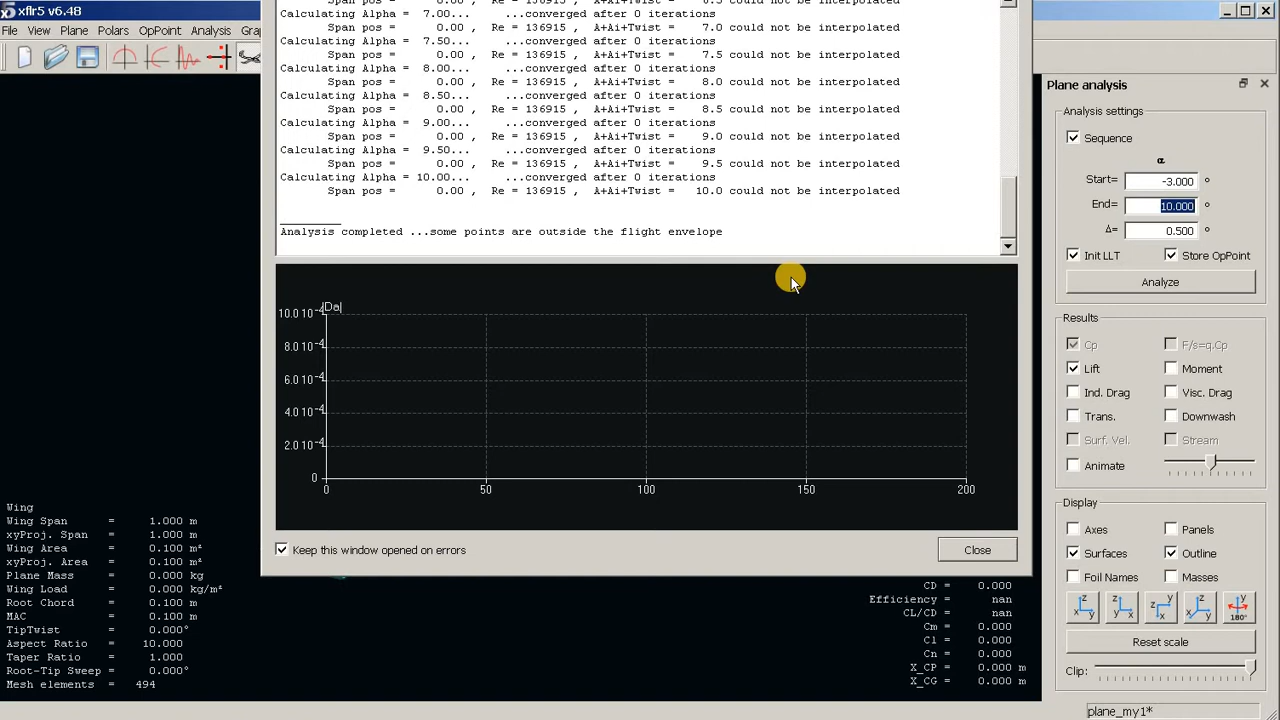 xflr5 v6.48
File View Plane Polars OpPoint Analysis
Calculating Alpha = 7.00... ...converged after 0 iterations
Span pos = 0.00 , Re = 136915 , A+Ai+Twist = 7.0 could not be interpolated
Calculating Alpha = 7.50... ...converged after 0 iterations
Span pos = 0.00 , Re = 136915 , A+Ai+Twist = 7.5 could not be interpolated
Calculating Alpha = 8.00... ...converged after 0 iterations
Span pos = 0.00 , Re = 136915 , A+Ai+Twist = 8.0 could not be interpolated
Calculating Alpha = 8.50... ...converged after 0 iterations
Span pos = 0.00 , Re = 136915 , A+Ai+Twist = 8.5 could not be interpolated
Calculating Alpha = 9.00... ...converged after 0 iterations
Span pos = 0.00 , Re = 136915 , A+Ai+Twist = 9.0 could not be interpolated
Calculating Alpha = 9.50... ...converged after 0 iterations
Span pos = 0.00 , Re = 136915 , A+Ai+Twist = 9.5 could not be interpolated
Calculating Alpha = 10.00... ...converged after 0 iterations
Span pos = 0.00 , Re = 136915 , A+Ai+Twist = 10.0 could not be interpolated
Analysis completed ...some points are outside the flight envelope
|Da|
10.0 10-4
8.0 10-4
6.0 10-4
4.0 10-4
2.0 10-4
0
0 50 100 150 200
Keep this window opened on errors
Close
Wing
Wing Span = 1.000 m
xyProj. Span = 1.000 m
Wing Area = 0.100 m²
xyProj. Area = 0.100 m²
Plane Mass = 0.000 kg
Wing Load = 0.000 kg/m²
Root Chord = 0.100 m
MAC = 0.100 m
TipTwist = 0.000°
Aspect Ratio = 10.000
Taper Ratio = 1.000
Root-Tip Sweep = 0.000°
Mesh elements = 494
CD = 0.000
Efficiency = nan
CL/CD = nan
Cm = 0.000
Cl = 0.000
Cn = 0.000
X_CP = 0.000 m
X_CG = 0.000 m
Plane analysis
Analysis settings
Sequence
α
Start= -3.000 °
End= 10.000 °
Δ= 0.500 °
Init LLT Store OpPoint
Analyze
Results
Cp F/s=q.Cp
Lift Moment
Ind. Drag Visc. Drag
Trans. Downwash
Surf. Vel. Stream
Animate
Display
Axes Panels
Surfaces Outline
Foil Names Masses
z y
z x
z x
z y
y 180°
Reset scale
Clip:
plane_my1*